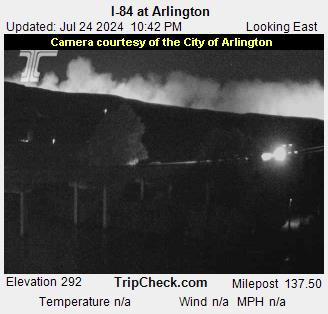 I-84 at Arlington
Updated: Jul 24 2024 10:42 PM Looking East
Camera courtesy of the City of Arlington
Elevation 292 TripCheck.com Milepost 137.50
Temperature n/a Wind n/a MPH n/a